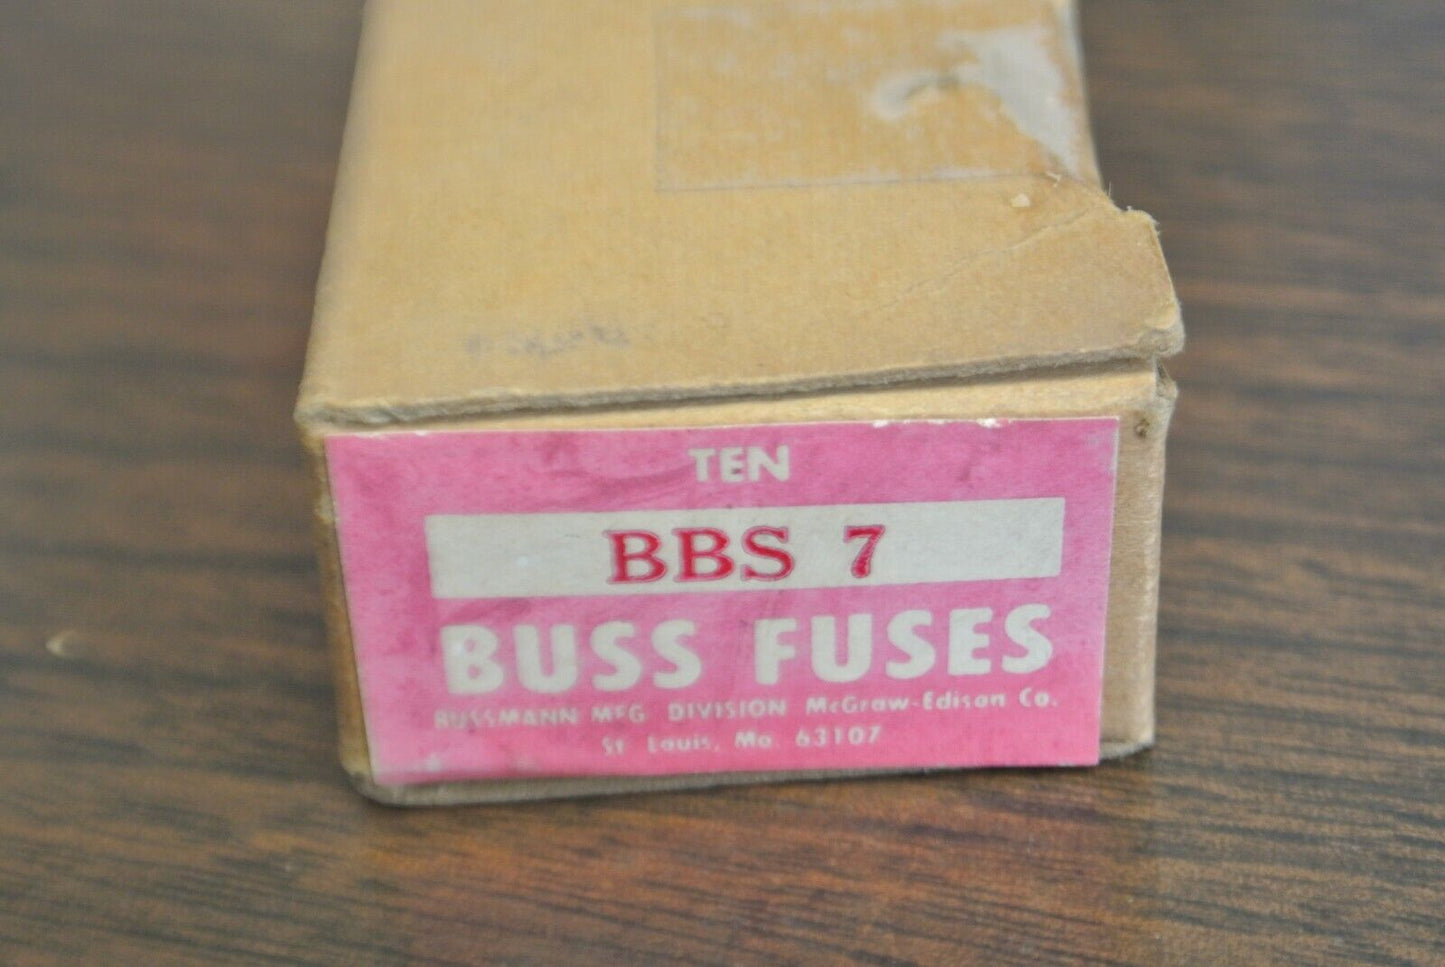 TEN
BBS 7
BUSS FUSES
BUSSMANN MFG DIVISION McGraw-Edison Co.
St Louis, Mo 63107